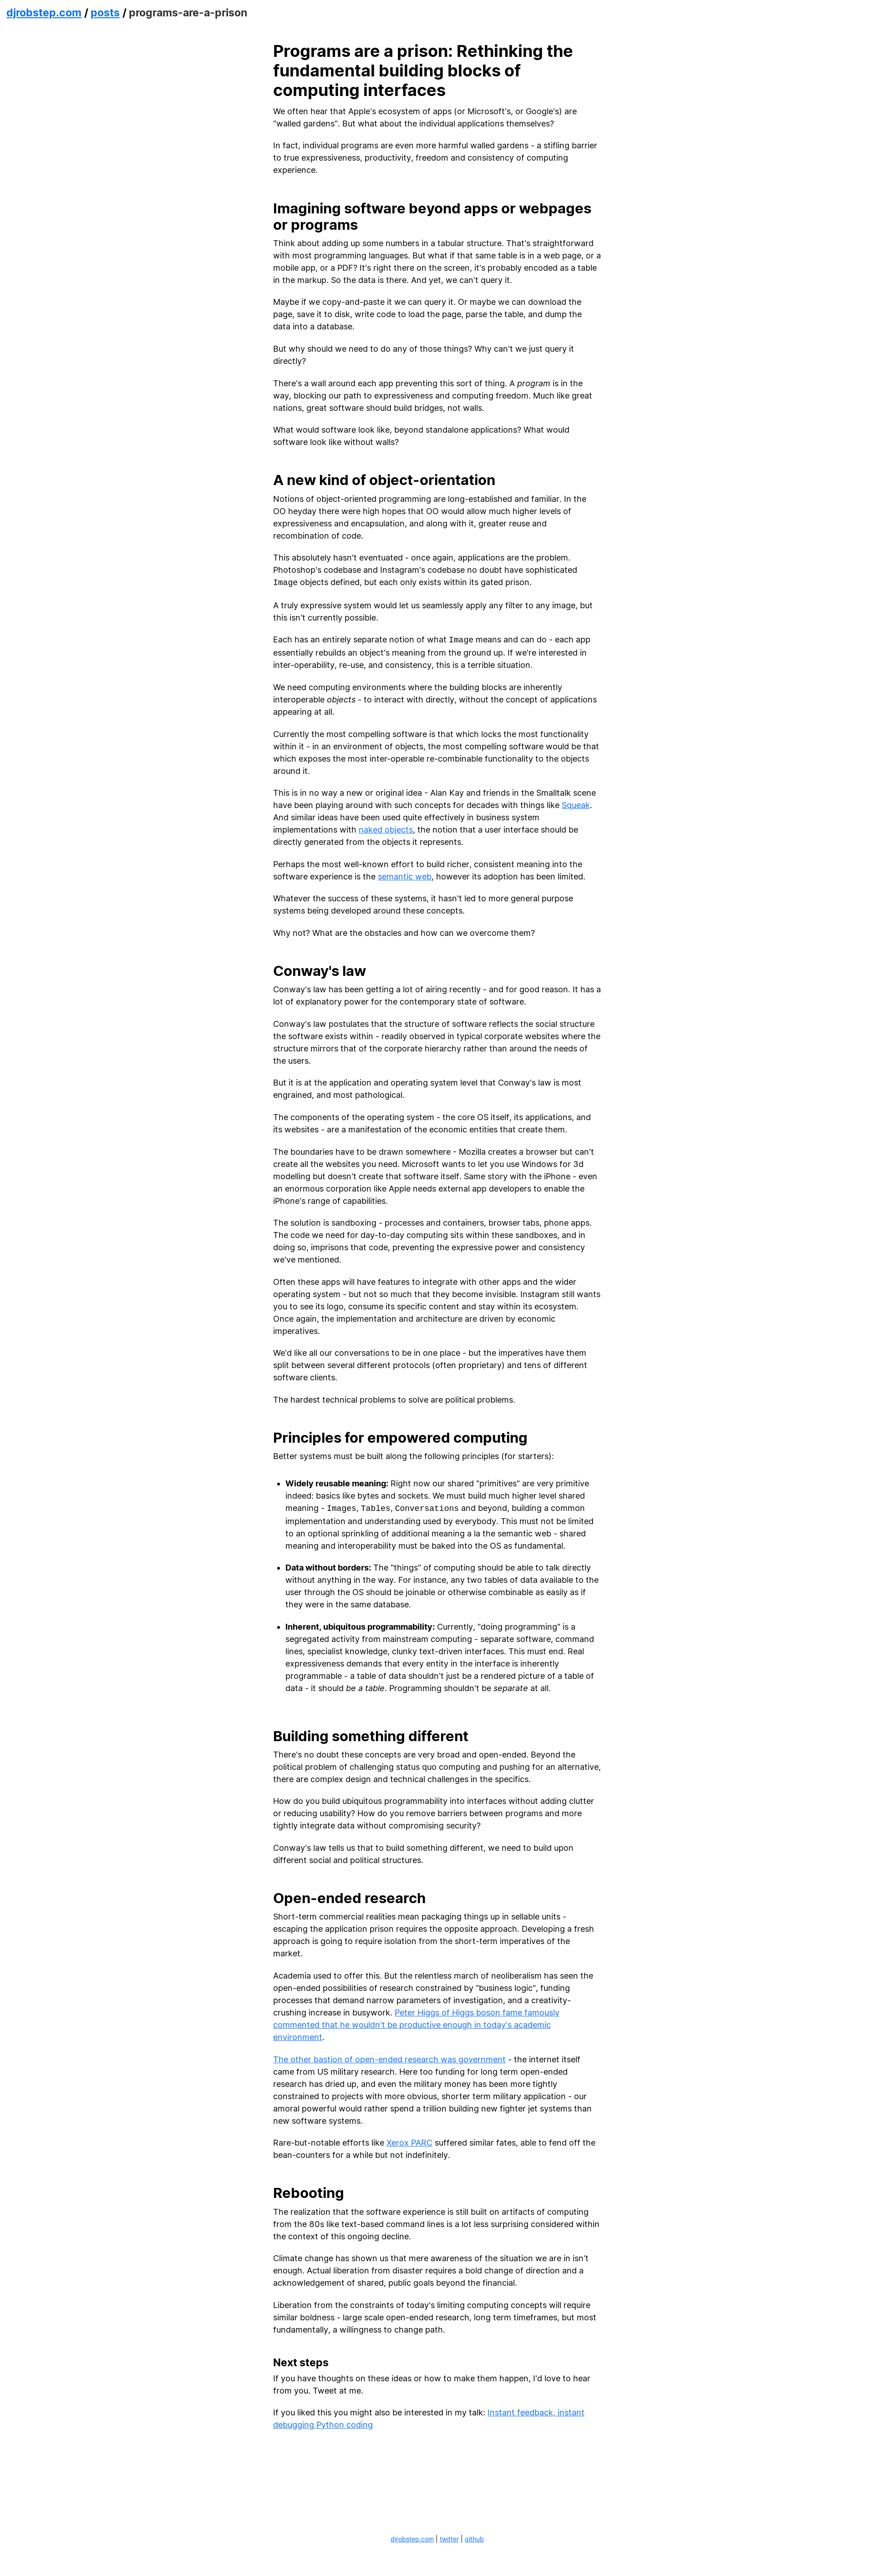 djrobstep.com / posts / programs-are-a-prison
Programs are a prison: Rethinking the
fundamental building blocks of
computing interfaces
We often hear that Apple's ecosystem of apps (or Microsoft's, or Google's) are
"walled gardens". But what about the individual applications themselves?
In fact, individual programs are even more harmful walled gardens - a stifling barrier
to true expressiveness, productivity, freedom and consistency of computing
experience.
Imagining software beyond apps or webpages
or programs
Think about adding up some numbers in a tabular structure. That's straightforward
with most programming languages. But what if that same table is in a web page, or a
mobile app, or a PDF? It's right there on the screen, it's probably encoded as a table
in the markup. So the data is there. And yet, we can't query it.
Maybe if we copy-and-paste it we can query it. Or maybe we can download the
page, save it to disk, write code to load the page, parse the table, and dump the
data into a database.
But why should we need to do any of those things? Why can't we just query it
directly?
There's a wall around each app preventing this sort of thing. A program is in the
way, blocking our path to expressiveness and computing freedom. Much like great
nations, great software should build bridges, not walls.
What would software look like, beyond standalone applications? What would
software look like without walls?
A new kind of object-orientation
Notions of object-oriented programming are long-established and familiar. In the
OO heyday there were high hopes that OO would allow much higher levels of
expressiveness and encapsulation, and along with it, greater reuse and
recombination of code.
This absolutely hasn't eventuated - once again, applications are the problem.
Photoshop's codebase and Instagram's codebase no doubt have sophisticated
Image objects defined, but each only exists within its gated prison.
A truly expressive system would let us seamlessly apply any filter to any image, but
this isn't currently possible.
Each has an entirely separate notion of what Image means and can do - each app
essentially rebuilds an object's meaning from the ground up. If we're interested in
inter-operability, re-use, and consistency, this is a terrible situation.
We need computing environments where the building blocks are inherently
interoperable objects - to interact with directly, without the concept of applications
appearing at all.
Currently the most compelling software is that which locks the most functionality
within it - in an environment of objects, the most compelling software would be that
which exposes the most inter-operable re-combinable functionality to the objects
around it.
This is in no way a new or original idea - Alan Kay and friends in the Smalltalk scene
have been playing around with such concepts for decades with things like Squeak.
And similar ideas have been used quite effectively in business system
implementations with naked objects, the notion that a user interface should be
directly generated from the objects it represents.
Perhaps the most well-known effort to build richer, consistent meaning into the
software experience is the semantic web, however its adoption has been limited.
Whatever the success of these systems, it hasn't led to more general purpose
systems being developed around these concepts.
Why not? What are the obstacles and how can we overcome them?
Conway's law
Conway's law has been getting a lot of airing recently - and for good reason. It has a
lot of explanatory power for the contemporary state of software.
Conway's law postulates that the structure of software reflects the social structure
the software exists within - readily observed in typical corporate websites where the
structure mirrors that of the corporate hierarchy rather than around the needs of
the users.
But it is at the application and operating system level that Conway's law is most
engrained, and most pathological.
The components of the operating system - the core OS itself, its applications, and
its websites - are a manifestation of the economic entities that create them.
The boundaries have to be drawn somewhere - Mozilla creates a browser but can't
create all the websites you need. Microsoft wants to let you use Windows for 3d
modelling but doesn't create that software itself. Same story with the iPhone - even
an enormous corporation like Apple needs external app developers to enable the
iPhone's range of capabilities.
The solution is sandboxing - processes and containers, browser tabs, phone apps.
The code we need for day-to-day computing sits within these sandboxes, and in
doing so, imprisons that code, preventing the expressive power and consistency
we've mentioned.
Often these apps will have features to integrate with other apps and the wider
operating system - but not so much that they become invisible. Instagram still wants
you to see its logo, consume its specific content and stay within its ecosystem.
Once again, the implementation and architecture are driven by economic
imperatives.
We'd like all our conversations to be in one place - but the imperatives have them
split between several different protocols (often proprietary) and tens of different
software clients.
The hardest technical problems to solve are political problems.
Principles for empowered computing
Better systems must be built along the following principles (for starters):
• Widely reusable meaning: Right now our shared "primitives" are very primitive
indeed: basics like bytes and sockets. We must build much higher level shared
meaning - Images, Tables, Conversations and beyond, building a common
implementation and understanding used by everybody. This must not be limited
to an optional sprinkling of additional meaning a la the semantic web - shared
meaning and interoperability must be baked into the OS as fundamental.
• Data without borders: The "things" of computing should be able to talk directly
without anything in the way. For instance, any two tables of data available to the
user through the OS should be joinable or otherwise combinable as easily as if
they were in the same database.
• Inherent, ubiquitous programmability: Currently, "doing programming" is a
segregated activity from mainstream computing - separate software, command
lines, specialist knowledge, clunky text-driven interfaces. This must end. Real
expressiveness demands that every entity in the interface is inherently
programmable - a table of data shouldn't just be a rendered picture of a table of
data - it should be a table. Programming shouldn't be separate at all.
Building something different
There's no doubt these concepts are very broad and open-ended. Beyond the
political problem of challenging status quo computing and pushing for an alternative,
there are complex design and technical challenges in the specifics.
How do you build ubiquitous programmability into interfaces without adding clutter
or reducing usability? How do you remove barriers between programs and more
tightly integrate data without compromising security?
Conway's law tells us that to build something different, we need to build upon
different social and political structures.
Open-ended research
Short-term commercial realities mean packaging things up in sellable units -
escaping the application prison requires the opposite approach. Developing a fresh
approach is going to require isolation from the short-term imperatives of the
market.
Academia used to offer this. But the relentless march of neoliberalism has seen the
open-ended possibilities of research constrained by "business logic", funding
processes that demand narrow parameters of investigation, and a creativity-
crushing increase in busywork. Peter Higgs of Higgs boson fame famously
commented that he wouldn't be productive enough in today's academic
environment.
The other bastion of open-ended research was government - the internet itself
came from US military research. Here too funding for long term open-ended
research has dried up, and even the military money has been more tightly
constrained to projects with more obvious, shorter term military application - our
amoral powerful would rather spend a trillion building new fighter jet systems than
new software systems.
Rare-but-notable efforts like Xerox PARC suffered similar fates, able to fend off the
bean-counters for a while but not indefinitely.
Rebooting
The realization that the software experience is still built on artifacts of computing
from the 80s like text-based command lines is a lot less surprising considered within
the context of this ongoing decline.
Climate change has shown us that mere awareness of the situation we are in isn't
enough. Actual liberation from disaster requires a bold change of direction and a
acknowledgement of shared, public goals beyond the financial.
Liberation from the constraints of today's limiting computing concepts will require
similar boldness - large scale open-ended research, long term timeframes, but most
fundamentally, a willingness to change path.
Next steps
If you have thoughts on these ideas or how to make them happen, I'd love to hear
from you. Tweet at me.
If you liked this you might also be interested in my talk: Instant feedback, instant
debugging Python coding
djrobstep.com | twitter | github